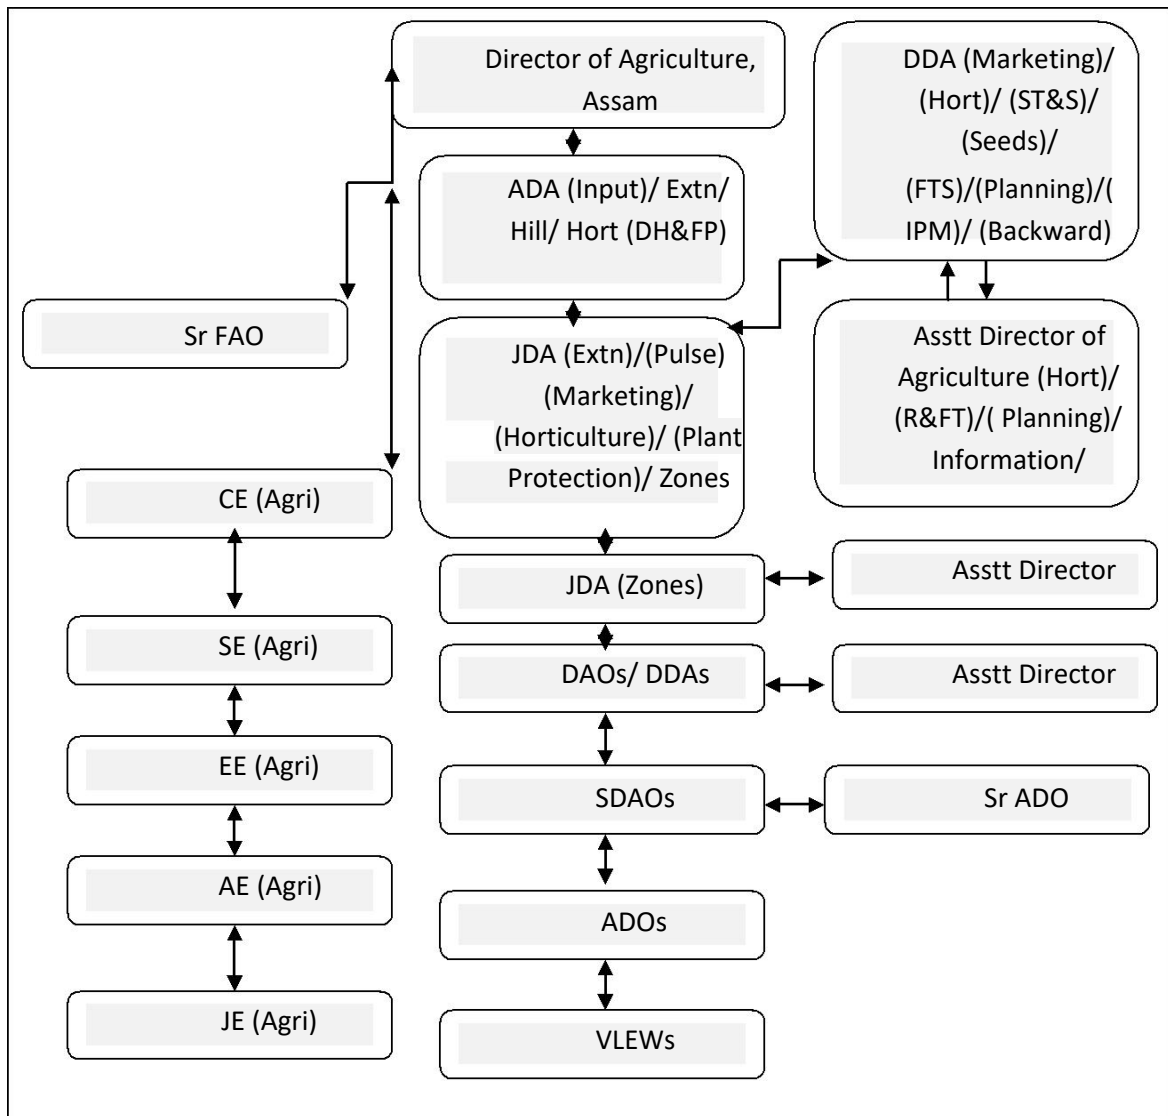 Director of Agriculture,
Assam
DDA (Marketing)/
(Hort)/ (ST&S)/
(Seeds)/
(FTS)/(Planning)/(
IPM)/ (Backward)
ADA (Input)/ Extn/
Hill/ Hort (DH&FP)
Sr FAO
JDA (Extn)/(Pulse)
(Marketing)/
(Horticulture)/ (Plant
Protection)/ Zones
Asstt Director of
Agriculture (Hort)/
(R&FT)/( Planning)/
Information/
CE (Agri)
JDA (Zones)
Asstt Director
SE (Agri)
DAOs/ DDAs
Asstt Director
EE (Agri)
SDAOs
Sr ADO
AE (Agri)
ADOs
JE (Agri)
VLEWs